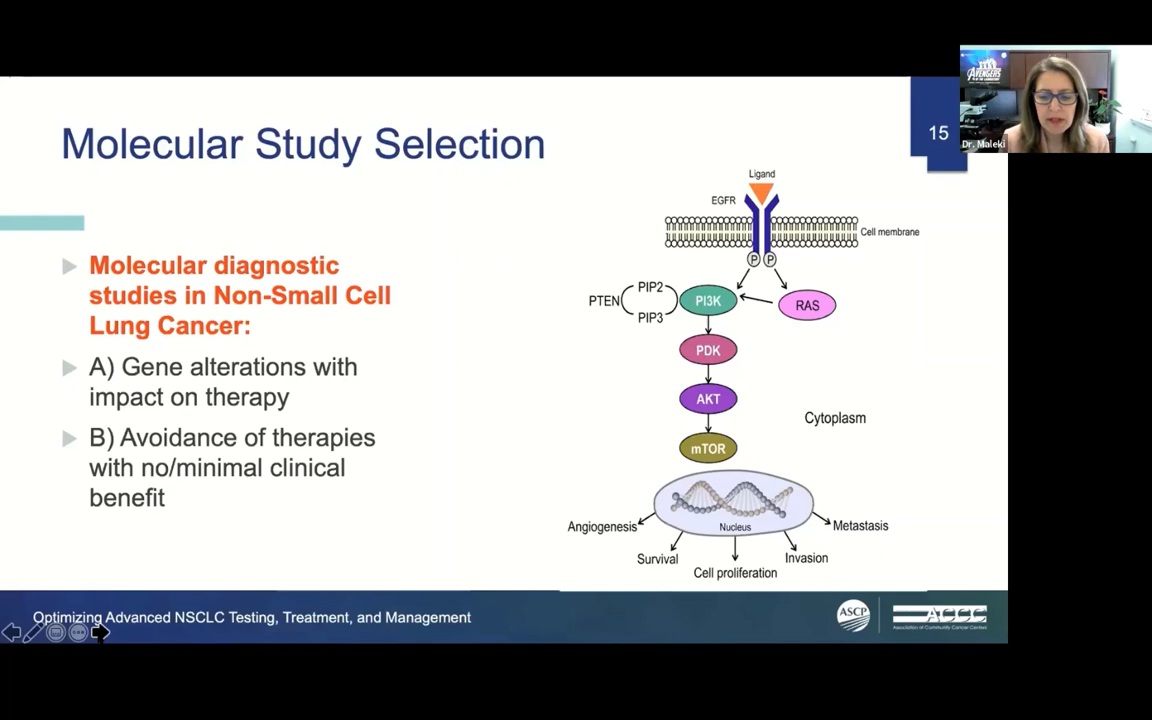 AVENGERS
Dr. Maleki
15
Molecular Study Selection
Molecular diagnostic
studies in Non-Small Cell
Lung Cancer:
A) Gene alterations with
impact on therapy
B) Avoidance of therapies
with no/minimal clinical
benefit
Ligand
EGFR
Cell membrane
P P
PIP2
PTEN
PI3K
RAS
PIP3
PDK
AKT
Cytoplasm
mTOR
Nucleus
Angiogenesis
Metastasis
Survival
Invasion
Cell proliferation
Optimizing Advanced NSCLC Testing, Treatment, and Management
ASCP
ACCC
Association of Community Cancer Centers